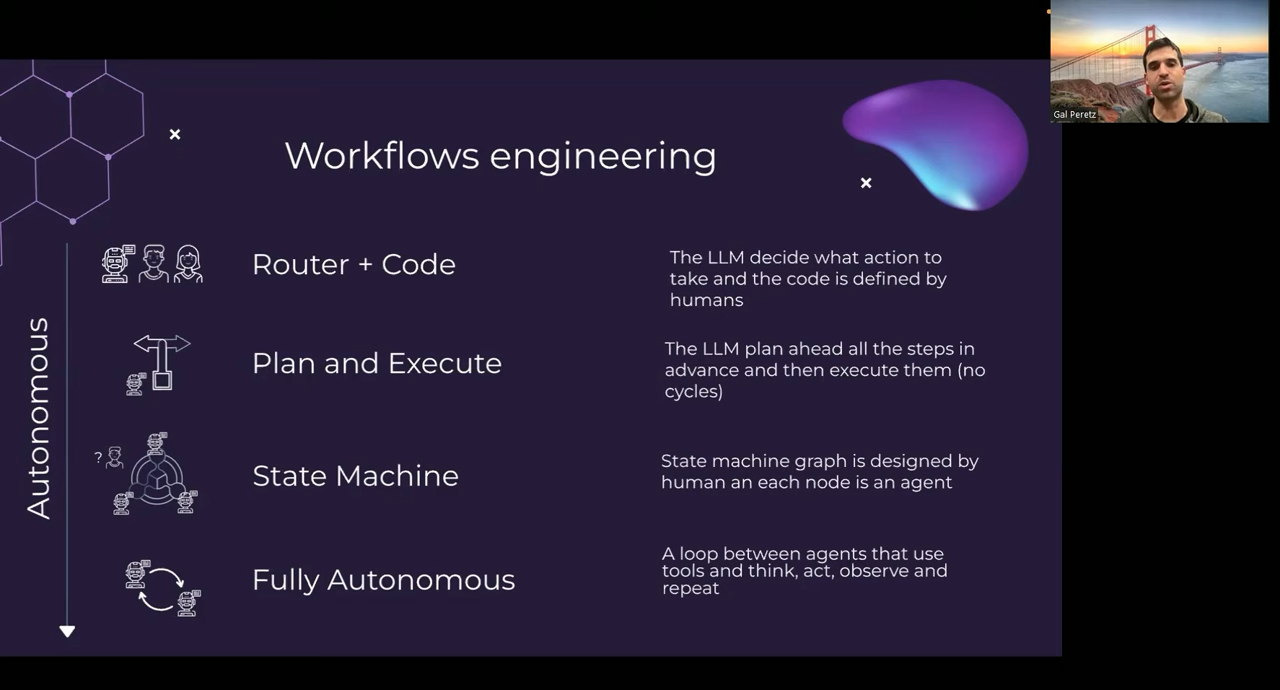 Gal Peretz
Workflows engineering
Autonomous
Router + Code
The LLM decide what action to
take and the code is defined by
humans
Plan and Execute
The LLM plan ahead all the steps in
advance and then execute them (no
cycles)
?
State Machine
State machine graph is designed by
human an each node is an agent
Fully Autonomous
A loop between agents that use
tools and think, act, observe and
repeat